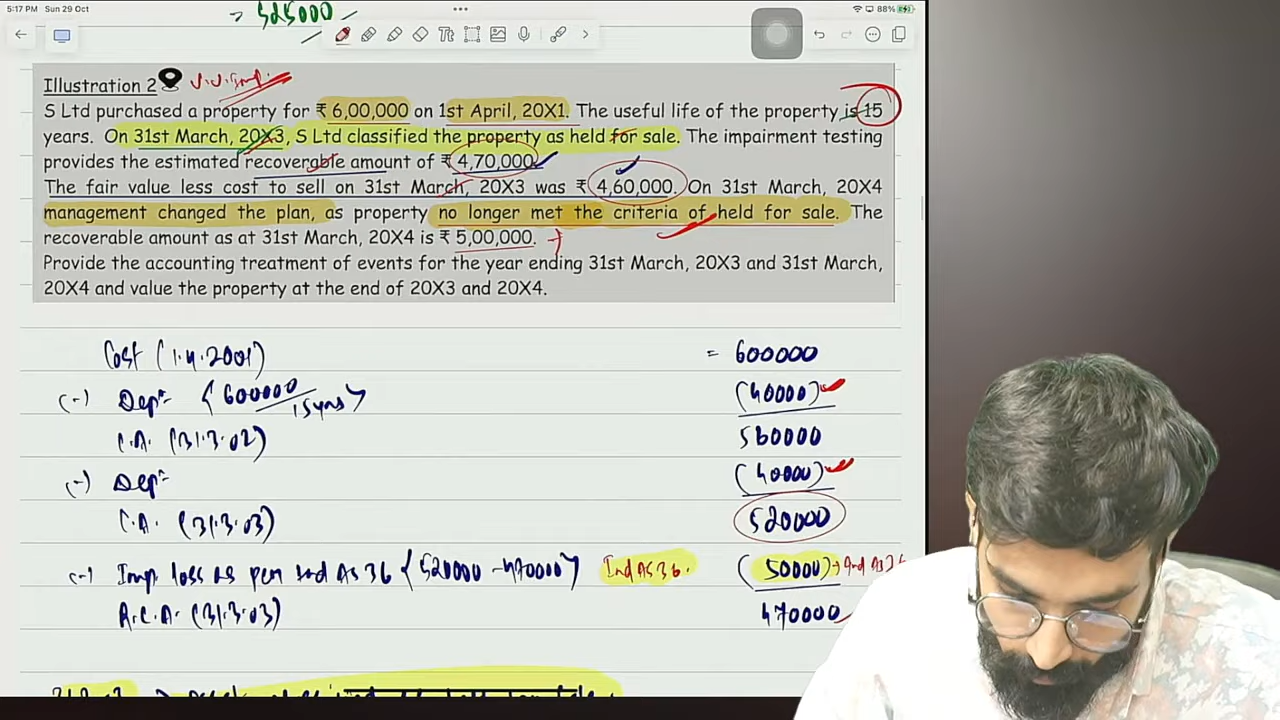 5:17 PM Sun 29 Oct
88%
= 525000
Illustration 2 V.V.Imp.
S Ltd purchased a property for ₹ 6,00,000 on 1st April, 20X1. The useful life of the property is 15
years. On 31st March, 20X3, S Ltd classified the property as held for sale. The impairment testing
provides the estimated recoverable amount of ₹ 4,70,000.
The fair value less cost to sell on 31st March, 20X3 was ₹ 4,60,000. On 31st March, 20X4
management changed the plan, as property no longer met the criteria of held for sale. The
recoverable amount as at 31st March, 20X4 is ₹ 5,00,000.
Provide the accounting treatment of events for the year ending 31st March, 20X3 and 31st March,
20X4 and value the property at the end of 20X3 and 20X4.
Cost (1.4.2001) = 600000
(-) Depn {600000/15yrs} (40000)
C.A. (31.3.02) 560000
(-) Depn (40000)
C.A. (31.3.03) 520000
(-) Imp. loss as per Ind AS 36 {520000 - 470000} Ind AS 36. (50000) → Ind AS 36
R.C.A. (31.3.03) 470000